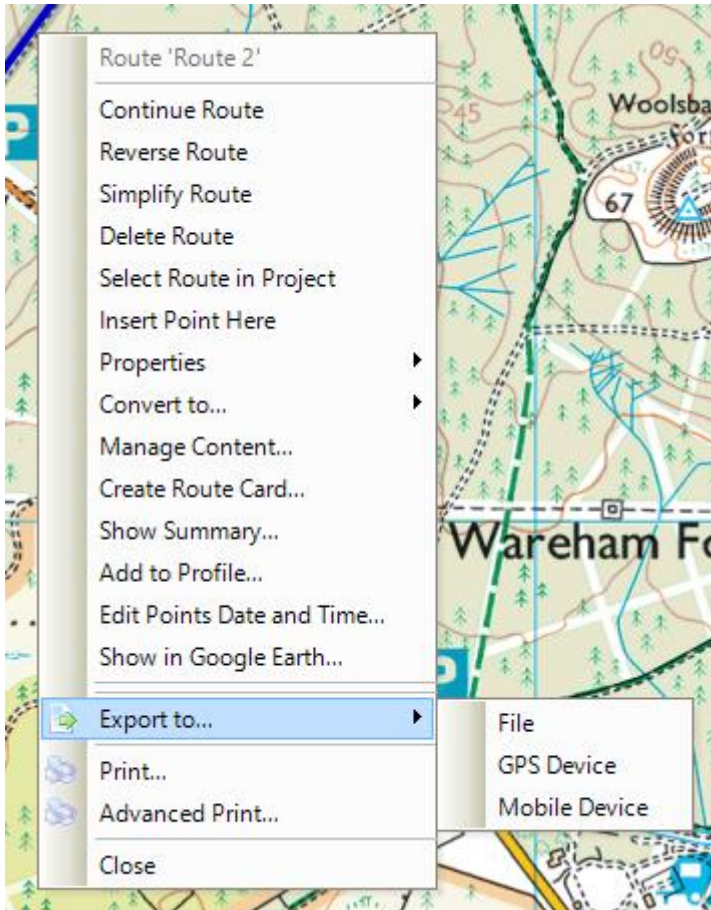 Route 'Route 2'
Continue Route
Reverse Route
Simplify Route
Delete Route
Select Route in Project
Insert Point Here
Properties
Convert to...
Manage Content...
Create Route Card...
Show Summary...
Add to Profile...
Edit Points Date and Time...
Show in Google Earth...
Export to...
File
GPS Device
Mobile Device
Print...
Advanced Print...
Close
50
45
Woolsba
for
67
Wareham Fo
P